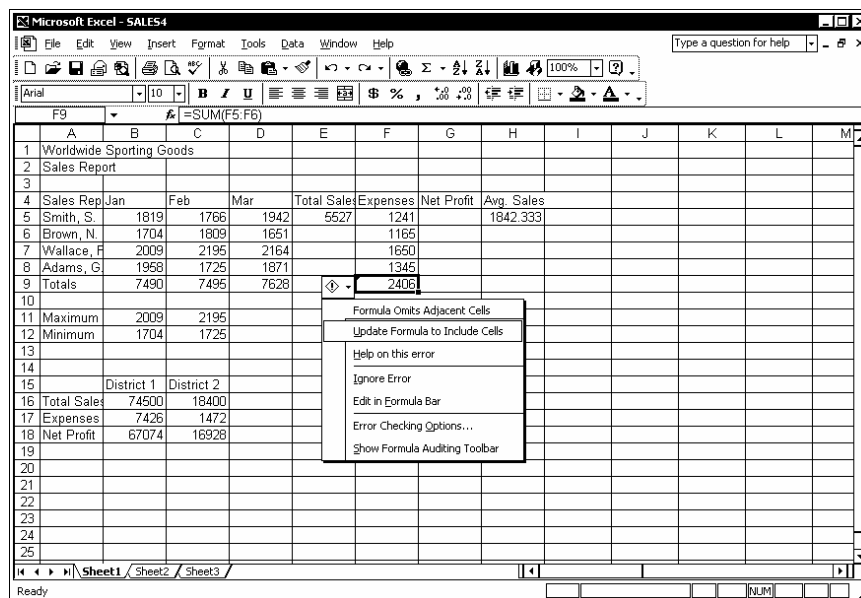 Microsoft Excel - SALES4
File Edit View Insert Format Tools Data Window Help Type a question for help
100%
Arial 10 B I U $ % ,
F9 fx =SUM(F5:F6)
A B C D E F G H I J K L M
1 Worldwide Sporting Goods
2 Sales Report
3
4 Sales Rep Jan Feb Mar Total Sales Expenses Net Profit Avg. Sales
5 Smith, S. 1819 1766 1942 5527 1241 1842.333
6 Brown, N. 1704 1809 1651 1165
7 Wallace, F 2009 2195 2164 1650
8 Adams, G. 1958 1725 1871 1345
9 Totals 7490 7495 7628 2406
10
Formula Omits Adjacent Cells
11 Maximum 2009 2195
12 Minimum 1704 1725
Update Formula to Include Cells
13
Help on this error
14
Ignore Error
15 District 1 District 2
16 Total Sales 74500 18400
Edit in Formula Bar
17 Expenses 7426 1472
Error Checking Options...
18 Net Profit 67074 16928
Show Formula Auditing Toolbar
19
20
21
22
23
24
25
Sheet1 Sheet2 Sheet3
Ready NUM